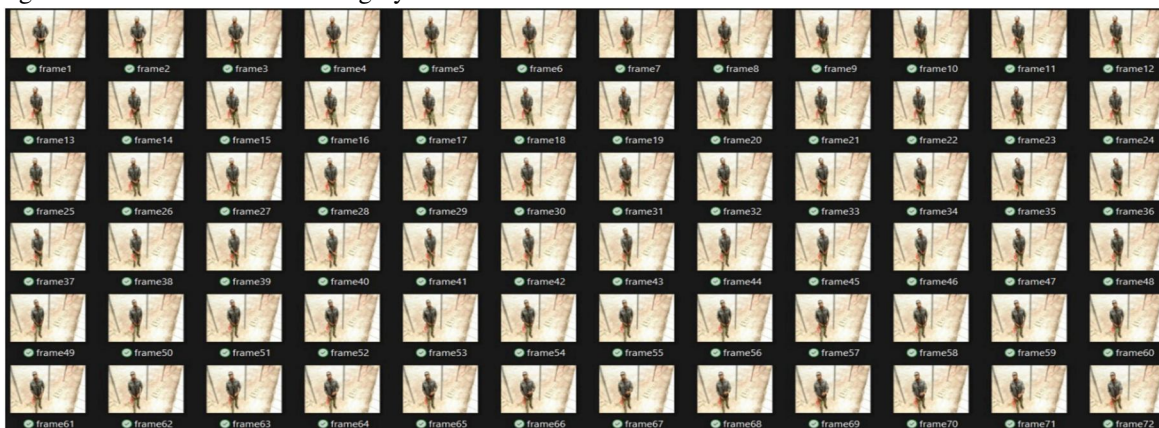 frame1 frame2 frame3 frame4 frame5 frame6 frame7 frame8 frame9 frame10 frame11 frame12
frame13 frame14 frame15 frame16 frame17 frame18 frame19 frame20 frame21 frame22 frame23 frame24
frame25 frame26 frame27 frame28 frame29 frame30 frame31 frame32 frame33 frame34 frame35 frame36
frame37 frame38 frame39 frame40 frame41 frame42 frame43 frame44 frame45 frame46 frame47 frame48
frame49 frame50 frame51 frame52 frame53 frame54 frame55 frame56 frame57 frame58 frame59 frame60
frame61 frame62 frame63 frame64 frame65 frame66 frame67 frame68 frame69 frame70 frame71 frame72